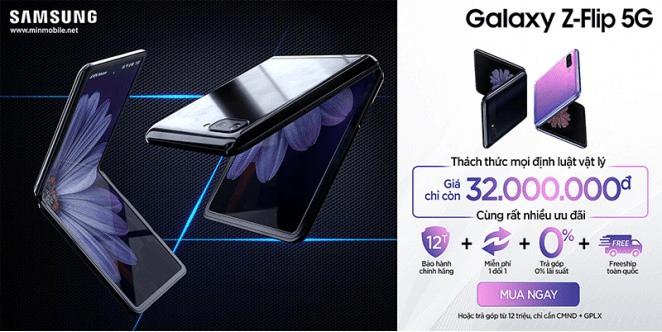 SAMSUNG
www.minmobile.net
Galaxy Z-Flip 5G
Thách thức mọi định luật vật lý
Giá
chỉ còn
32.000.000đ
Cùng rất nhiều ưu đãi
12T + + 0% + FREE
Bảo hành
chính hãng
Miễn phí
1 đổi 1
Trả góp
0% lãi suất
Freeship
toàn quốc
MUA NGAY
Hoặc trả góp từ 12 triệu, chỉ cần CMND + GPLX